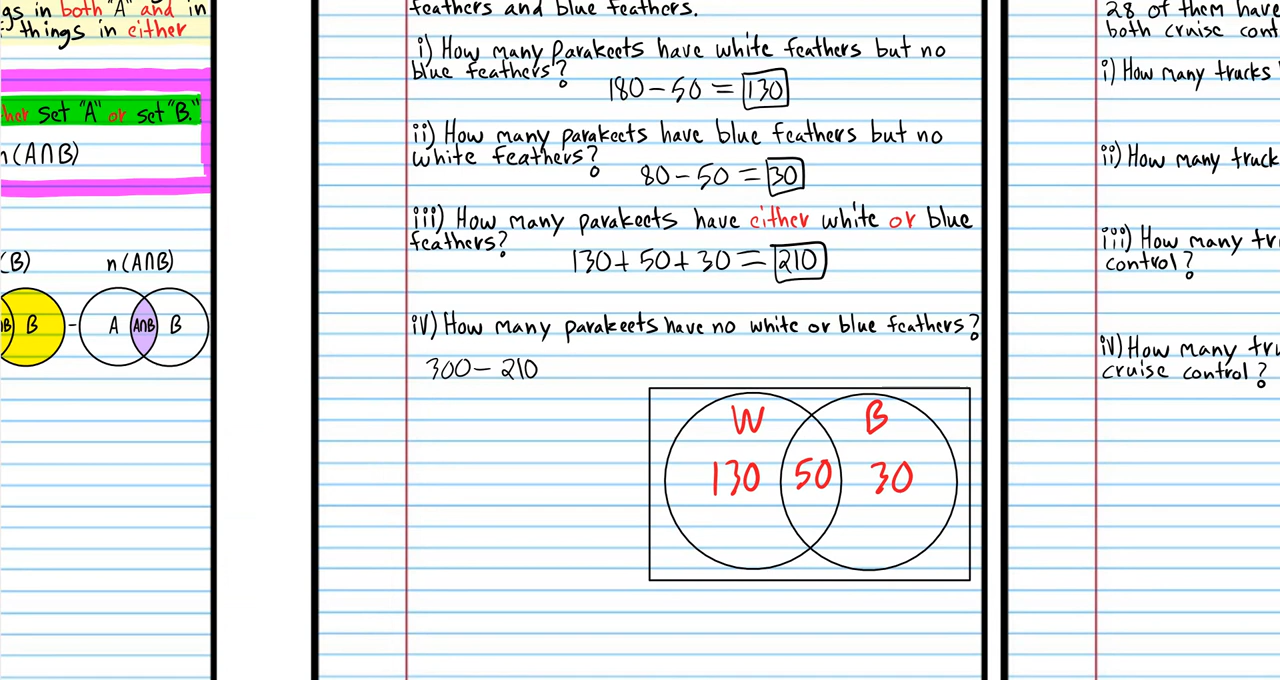 gs in both "A" and in
things in either
her set "A" or set "B."
n(A∩B)
(B)
n(A∩B)
B
-
A
A∩B
B
feathers and blue feathers.
i) How many parakeets have white feathers but no
blue feathers?
180 - 50 = 130
ii) How many parakeets have blue feathers but no
white feathers?
80 - 50 = 30
iii) How many parakeets have either white or blue
feathers?
130 + 50 + 30 = 210
iv) How many parakeets have no white or blue feathers?
300 - 210
W
B
130
50
30
28 of them have
both cruise cont
i) How many trucks
ii) How many truck
iii) How many tr
control?
iv) How many tru
cruise control?